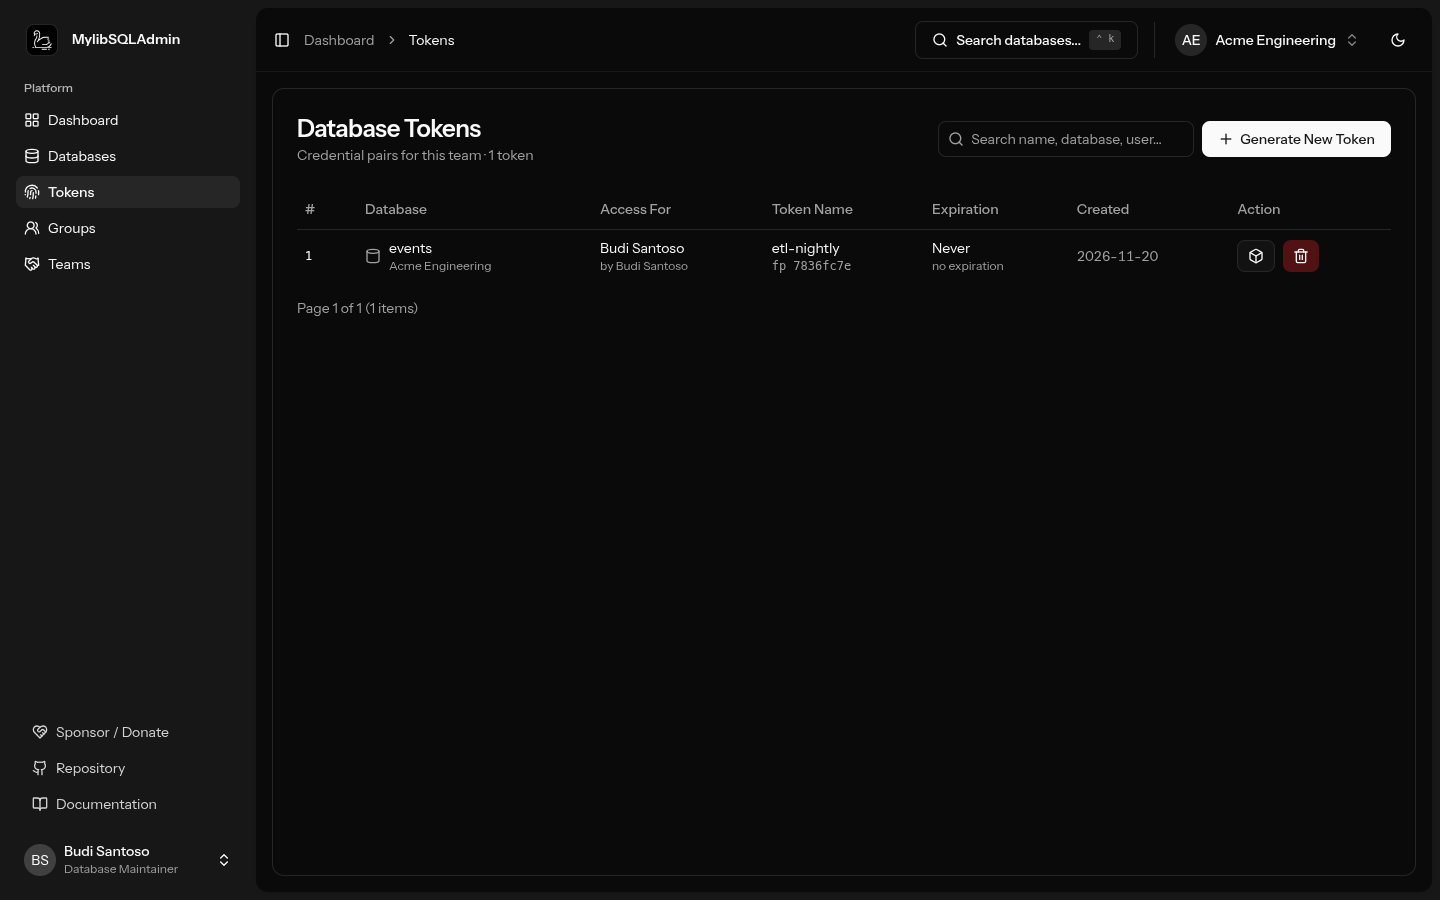 MylibSQLAdmin
Platform
Dashboard
Databases
Tokens
Groups
Teams
Sponsor / Donate
Repository
Documentation
BS
Budi Santoso
Database Maintainer
Dashboard
Tokens
Search databases...
^ k
AE
Acme Engineering
Database Tokens
Credential pairs for this team · 1 token
Search name, database, user...
Generate New Token
# Database Access For Token Name Expiration Created Action
1 events Budi Santoso etl-nightly Never 2026-11-20
Acme Engineering by Budi Santoso fp 7836fc7e no expiration
Page 1 of 1 (1 items)